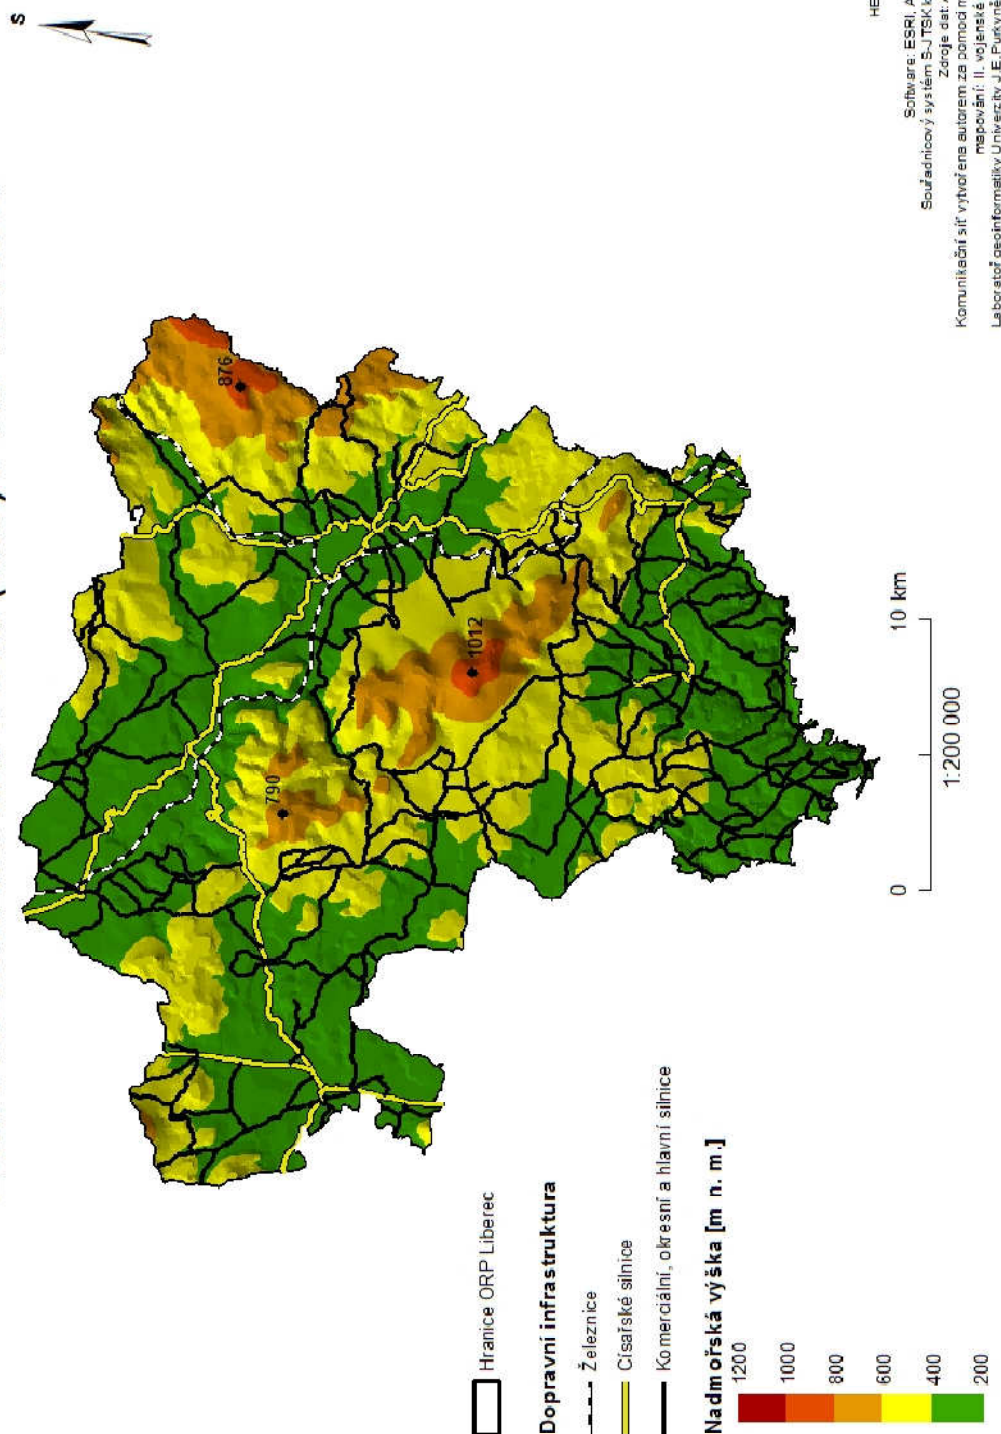 S
876
790
1012
Hranice ORP Liberec
Dopravní infrastruktura
Železnice
Císařské silnice
Komerciální, okresní a hlavní silnice
Nadmořská výška [m n. m.]
1200
1000
800
600
400
200
0 10 km
1:200 000
HE
Software: ESRI, A
Souřadnicový systém S-JTSK k
Zdroje dat:
Komunikační síť vytvořena autorem za pomoci m
mapování: II. vojenské
Laboratoř geoinformatiky Univerzity J.E.Purkyně